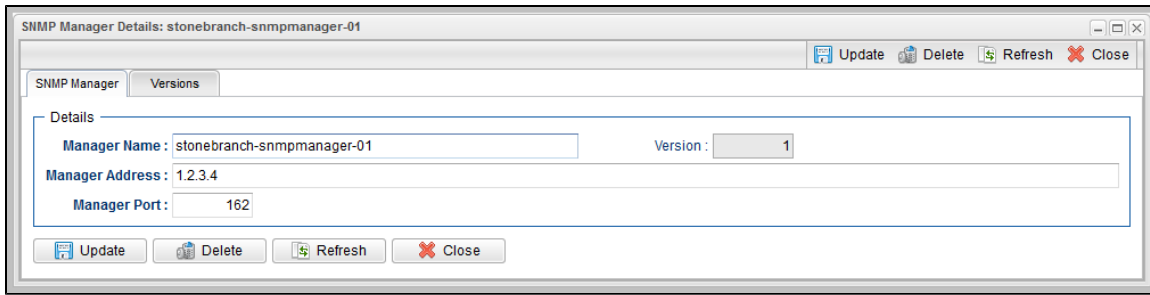 SNMP Manager Details: stonebranch-snmpmanager-01
Update Delete Refresh Close
SNMP Manager Versions
Details
Manager Name : stonebranch-snmpmanager-01 Version : 1
Manager Address : 1.2.3.4
Manager Port : 162
Update Delete Refresh Close